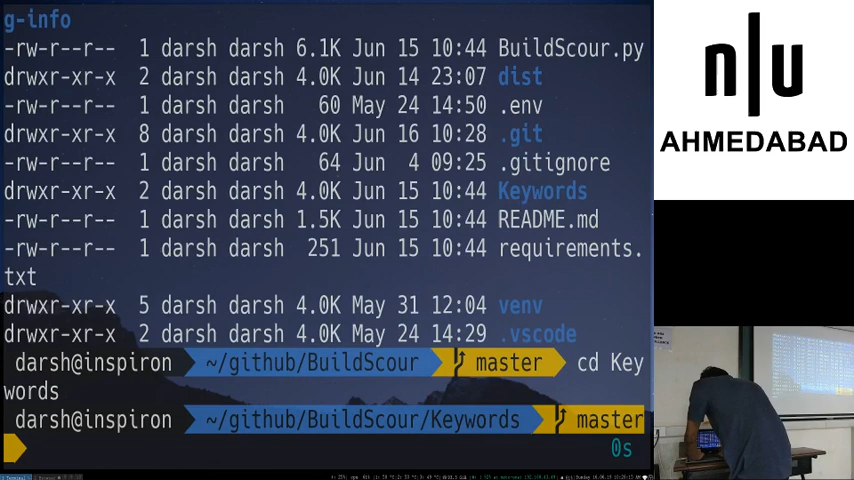 g-info
-rw-r--r-- 1 darsh darsh 6.1K Jun 15 10:44 BuildScour.py
drwxr-xr-x 2 darsh darsh 4.0K Jun 14 23:07 dist
-rw-r--r-- 1 darsh darsh 60 May 24 14:50 .env
drwxr-xr-x 8 darsh darsh 4.0K Jun 16 10:28 .git
-rw-r--r-- 1 darsh darsh 64 Jun 4 09:25 .gitignore
drwxr-xr-x 2 darsh darsh 4.0K Jun 15 10:44 Keywords
-rw-r--r-- 1 darsh darsh 1.5K Jun 15 10:44 README.md
-rw-r--r-- 1 darsh darsh 251 Jun 15 10:44 requirements.
txt
drwxr-xr-x 5 darsh darsh 4.0K May 31 12:04 venv
drwxr-xr-x 2 darsh darsh 4.0K May 24 14:29 .vscode
darsh@inspiron ~/github/BuildScour master cd Key
words
darsh@inspiron ~/github/BuildScour/Keywords master
0s
n|u
AHMEDABAD